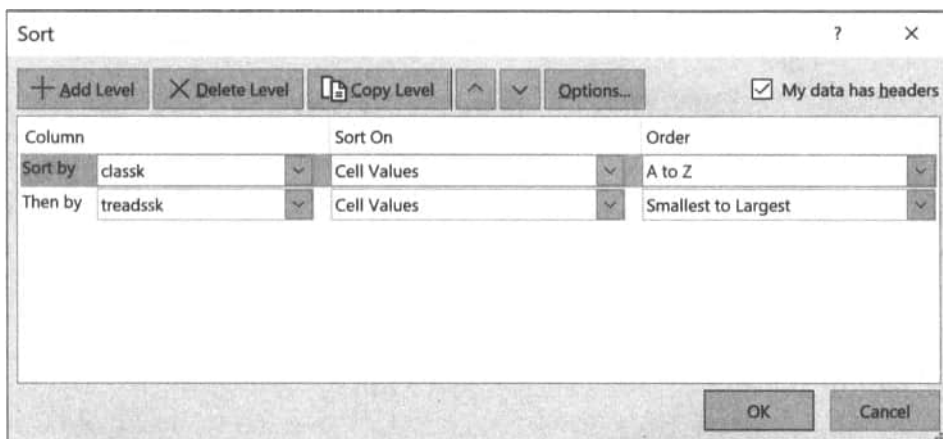 Sort ? ×
Add Level Delete Level Copy Level Options... My data has headers
Column Sort On Order
Sort by classk Cell Values A to Z
Then by treadssk Cell Values Smallest to Largest
OK Cancel